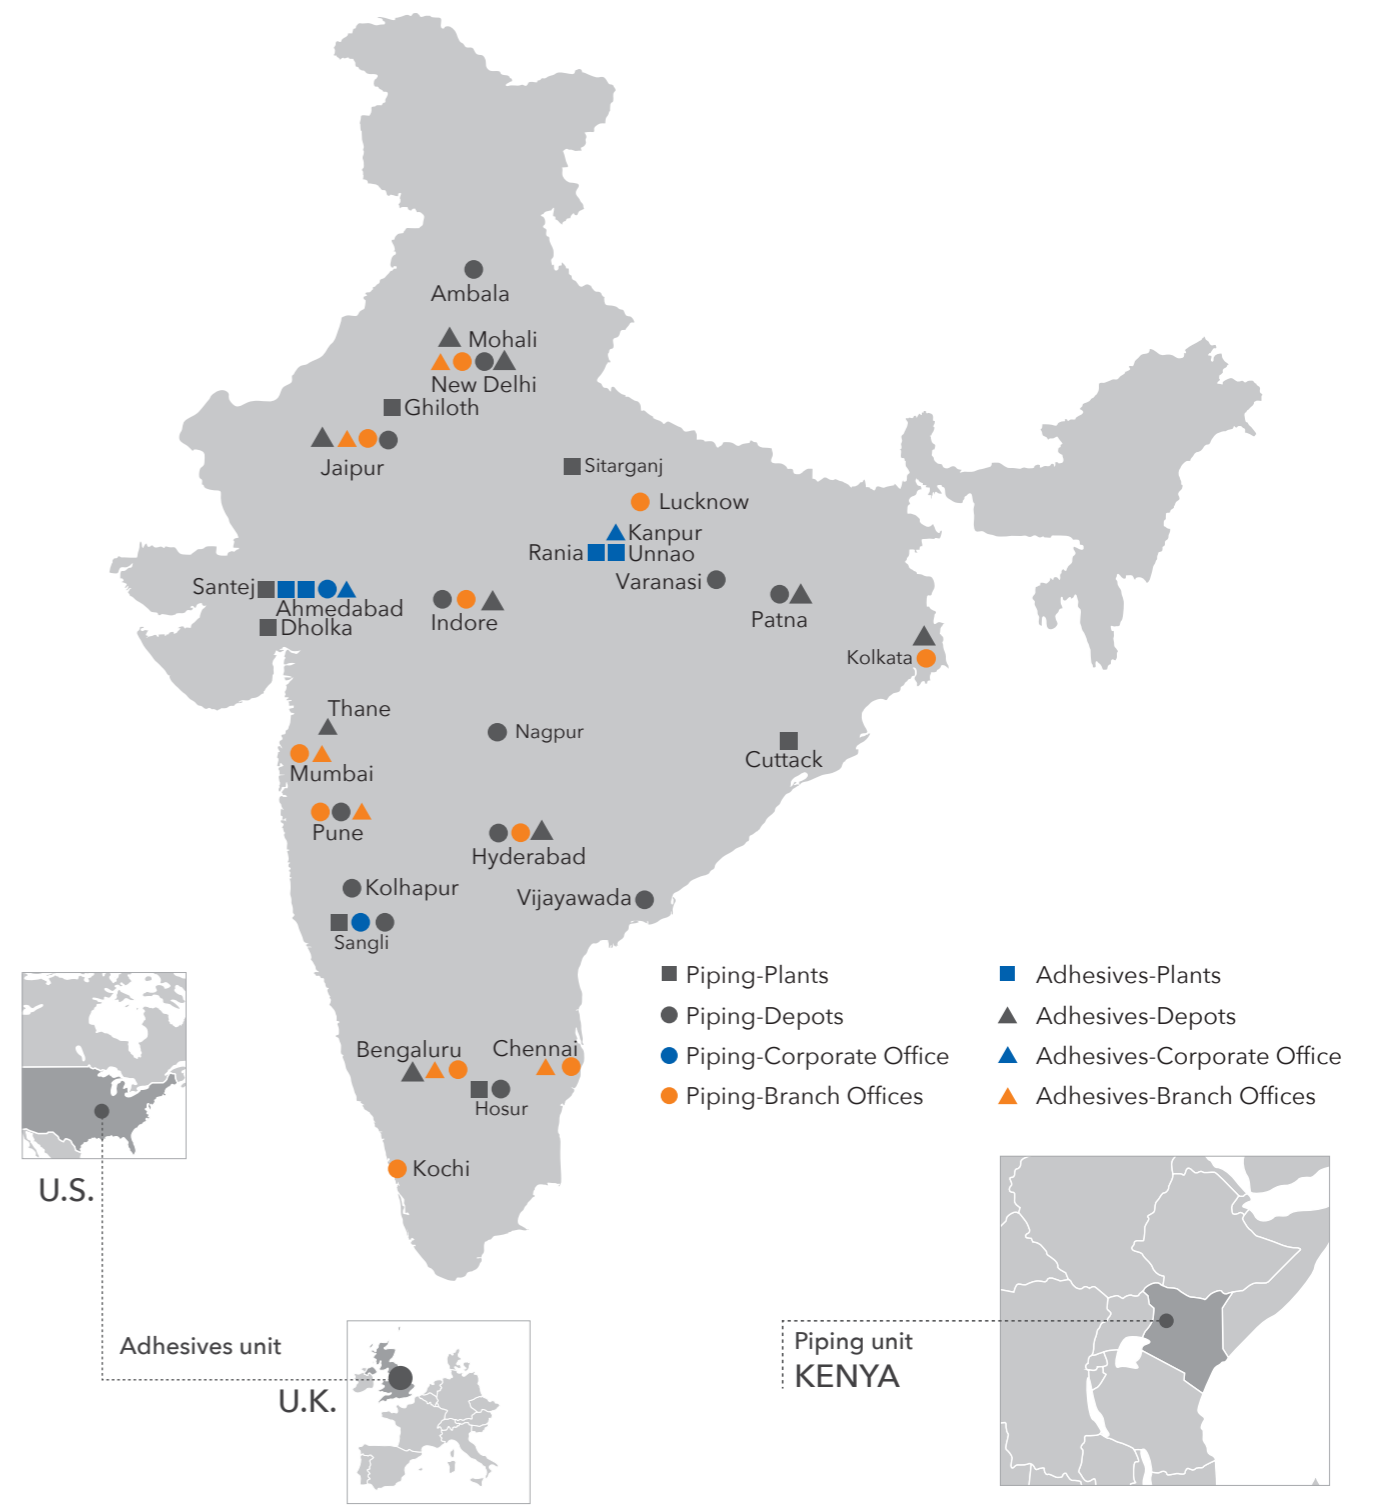 Ambala
Mohali
New Delhi
Ghiloth
Jaipur
Sitarganj
Lucknow
Kanpur
Rania
Unnao
Varanasi
Santej
Ahmedabad
Dholka
Indore
Patna
Kolkata
Thane
Nagpur
Mumbai
Cuttack
Pune
Hyderabad
Kolhapur
Vijayawada
Sangli
Piping-Plants
Piping-Depots
Piping-Corporate Office
Piping-Branch Offices
Adhesives-Plants
Adhesives-Depots
Adhesives-Corporate Office
Adhesives-Branch Offices
Bengaluru
Chennai
Hosur
Kochi
U.S.
Adhesives unit
U.K.
Piping unit
KENYA